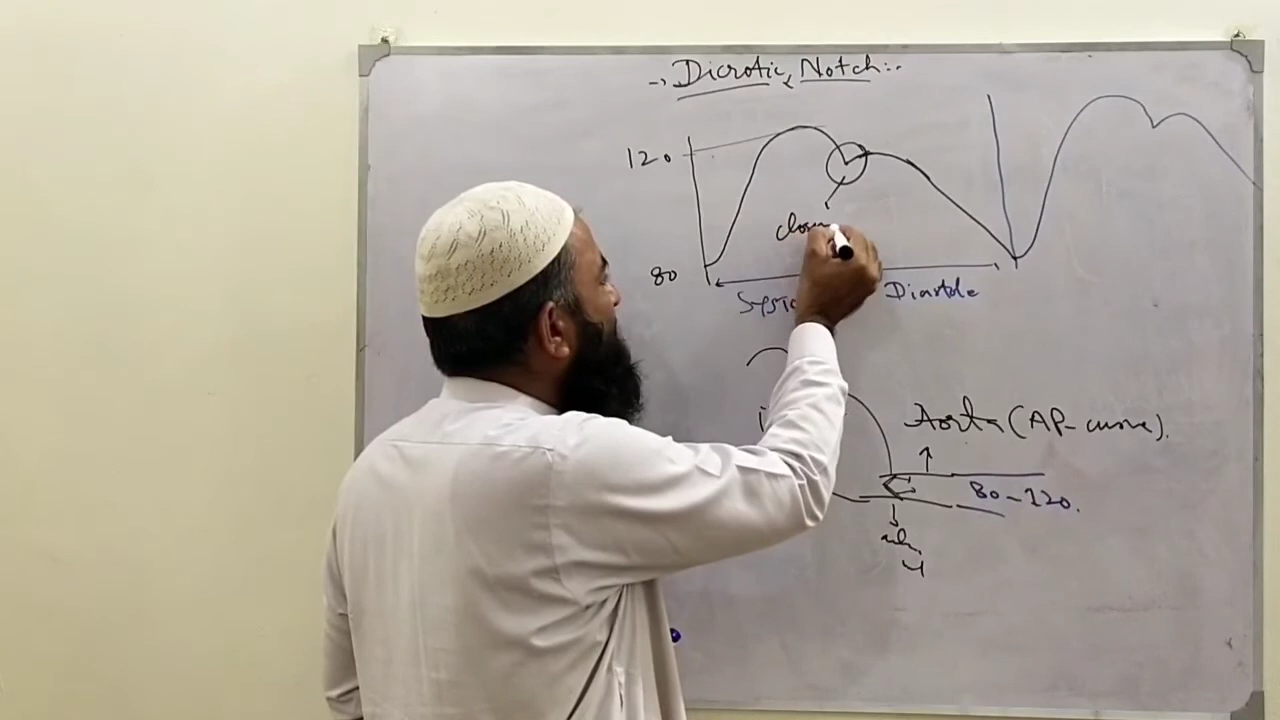 → Dicrotic Notch:-
120
80
Diastole
Aorta (AP-curve).
80-120.